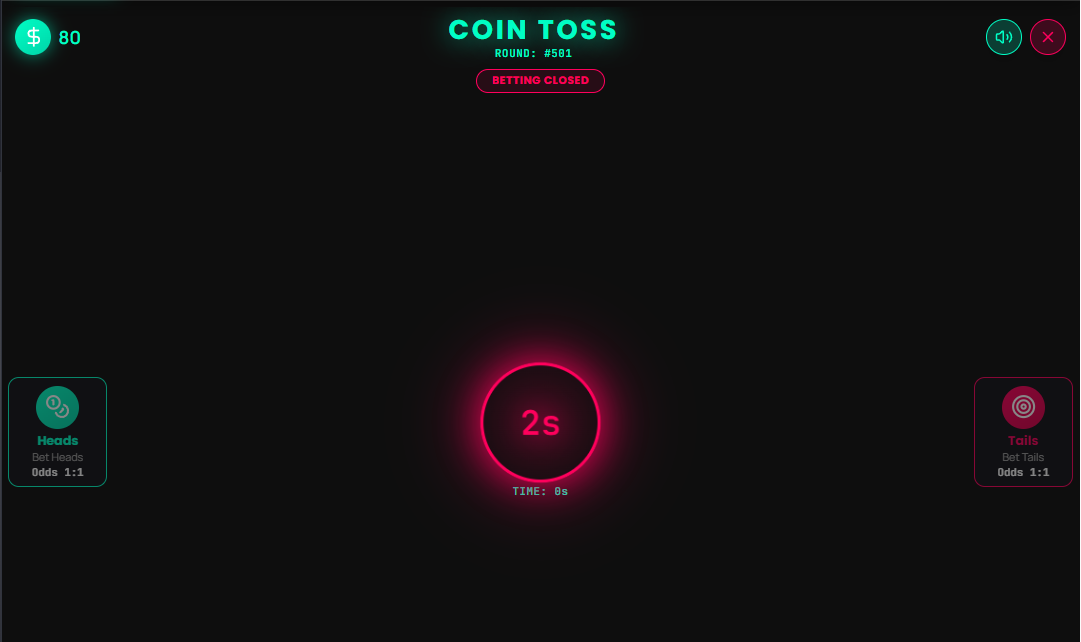 $ 80
COIN TOSS
ROUND: #501
BETTING CLOSED
2s
TIME: 0s
1
Heads
Bet Heads
Odds 1:1
Tails
Bet Tails
Odds 1:1